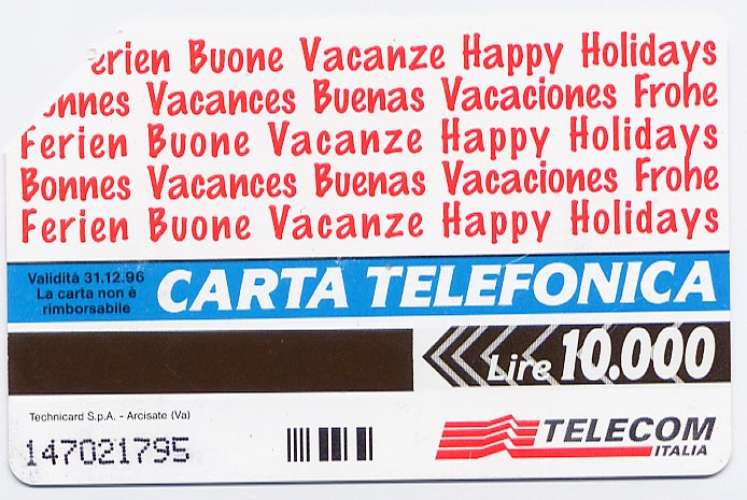 erien Buone Vacanze Happy Holidays
onnes Vacances Buenas Vacaciones Frohe
Ferien Buone Vacanze Happy Holidays
Bonnes Vacances Buenas Vacaciones Frohe
Ferien Buone Vacanze Happy Holidays
Validità 31.12.96
La carta non è
rimborsabile
CARTA TELEFONICA
Lire 10.000
Technicard S.p.A. - Arcisate (Va)
147021795
TELECOM
ITALIA